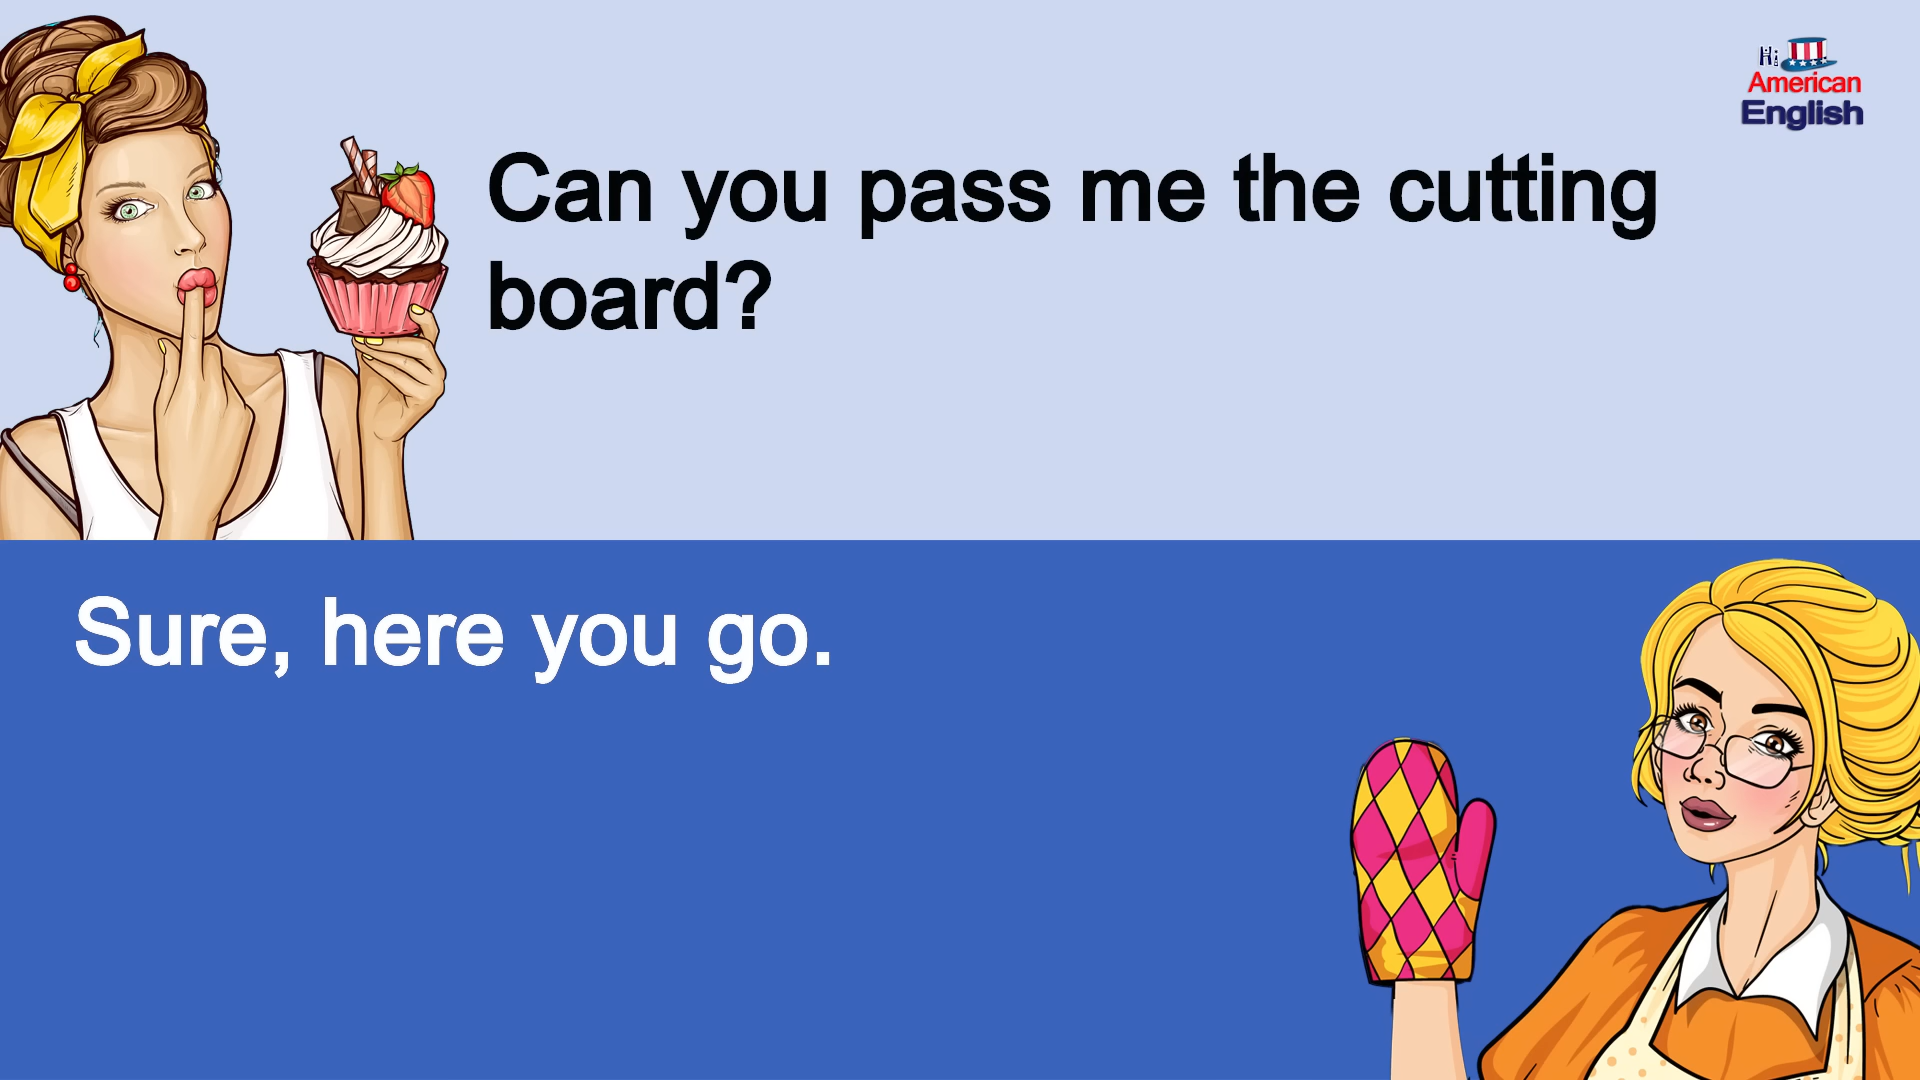 Hi
American
English
Can you pass me the cutting
board?
Sure, here you go.